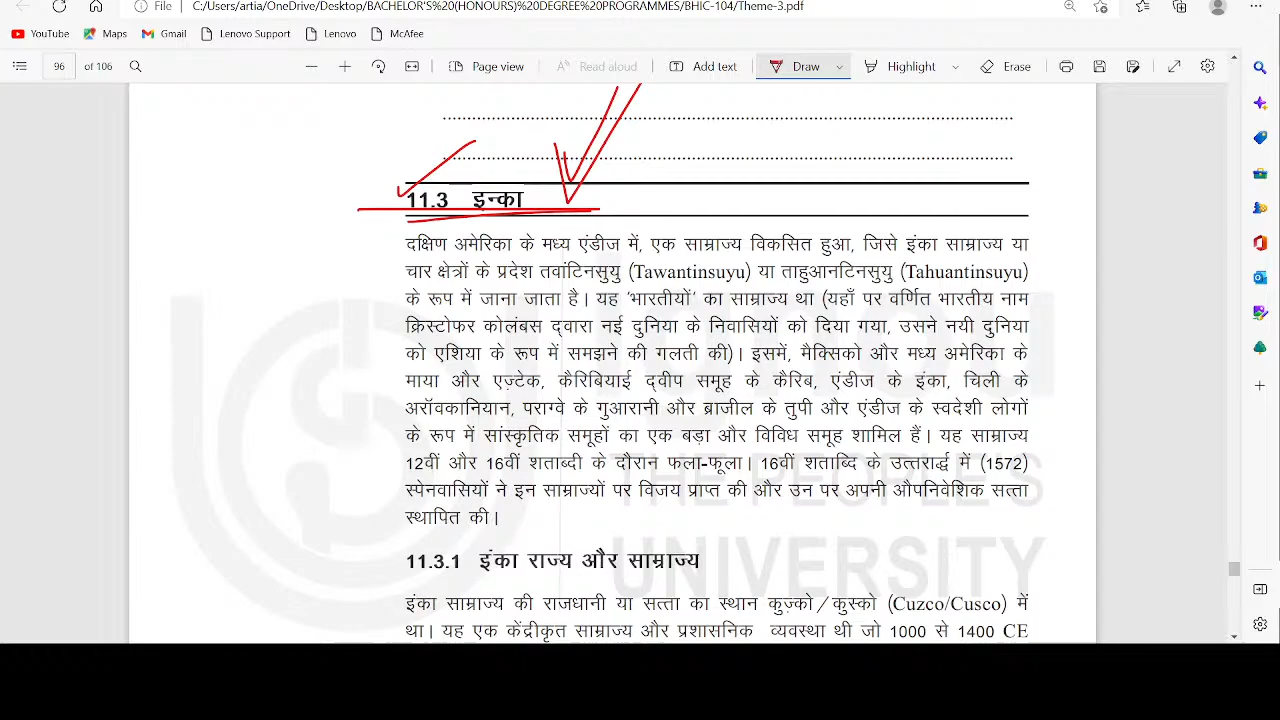 File
C:/Users/artia/OneDrive/Desktop/BACHELOR'S%20(HONOURS)%20DEGREE%20PROGRAMMES/BHIC-104/Theme-3.pdf
YouTube Maps Gmail Lenovo Support Lenovo McAfee
96 of 106 Page view Read aloud Add text Draw Highlight Erase
11.3 इन्का
दक्षिण अमेरिका के मध्य एंडीज में, एक साम्राज्य विकसित हुआ, जिसे इंका साम्राज्य या
चार क्षेत्रों के प्रदेश तवांटिनसुयु (Tawantinsuyu) या ताहुआनटिनसुयु (Tahuantinsuyu)
के रूप में जाना जाता है। यह 'भारतीयों' का साम्राज्य था (यहाँ पर वर्णित भारतीय नाम
क्रिस्टोफर कोलंबस द्वारा नई दुनिया के निवासियों को दिया गया, उसने नयी दुनिया
को एशिया के रूप में समझने की गलती की)। इसमें, मैक्सिको और मध्य अमेरिका के
माया और एज़्टेक, कैरिबियाई द्वीप समूह के कैरिब, एंडीज के इंका, चिली के
अरॉवकानियान, पराग्वे के गुआरानी और ब्राजील के तुपी और एंडीज के स्वदेशी लोगों
के रूप में सांस्कृतिक समूहों का एक बड़ा और विविध समूह शामिल हैं। यह साम्राज्य
12वीं और 16वीं शताब्दी के दौरान फला-फूला। 16वीं शताब्दि के उत्तरार्द्ध में (1572)
स्पेनवासियों ने इन साम्राज्यों पर विजय प्राप्त की और उन पर अपनी औपनिवेशिक सत्ता
स्थापित की।
11.3.1 इंका राज्य और साम्राज्य
इंका साम्राज्य की राजधानी या सत्ता का स्थान कुज़्को/कुस्को (Cuzco/Cusco) में
था। यह एक केंद्रीकृत साम्राज्य और प्रशासनिक व्यवस्था थी जो 1000 से 1400 CE
THE PEOPLE'S
UNIVERSITY